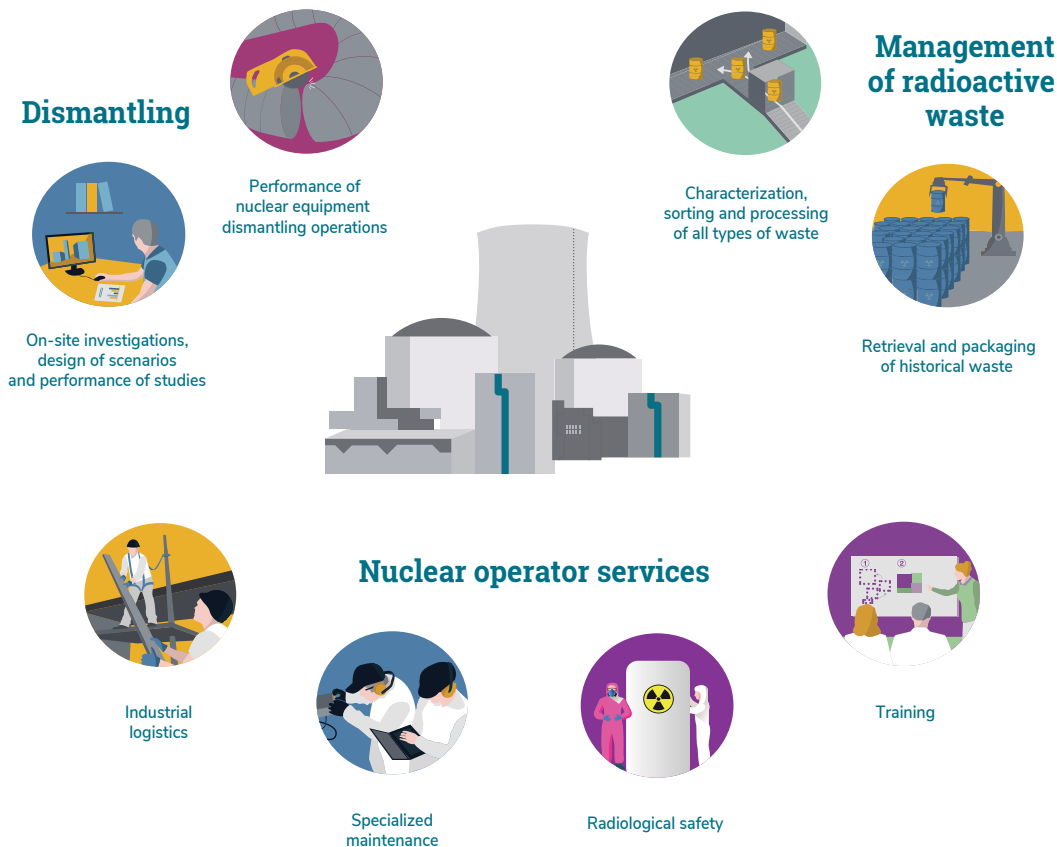 Dismantling
Performance of
nuclear equipment
dismantling operations
On-site investigations,
design of scenarios
and performance of studies
Management
of radioactive
waste
Characterization,
sorting and processing
of all types of waste
Retrieval and packaging
of historical waste
Nuclear operator services
Industrial
logistics
Specialized
maintenance
Radiological safety
① ②
Training